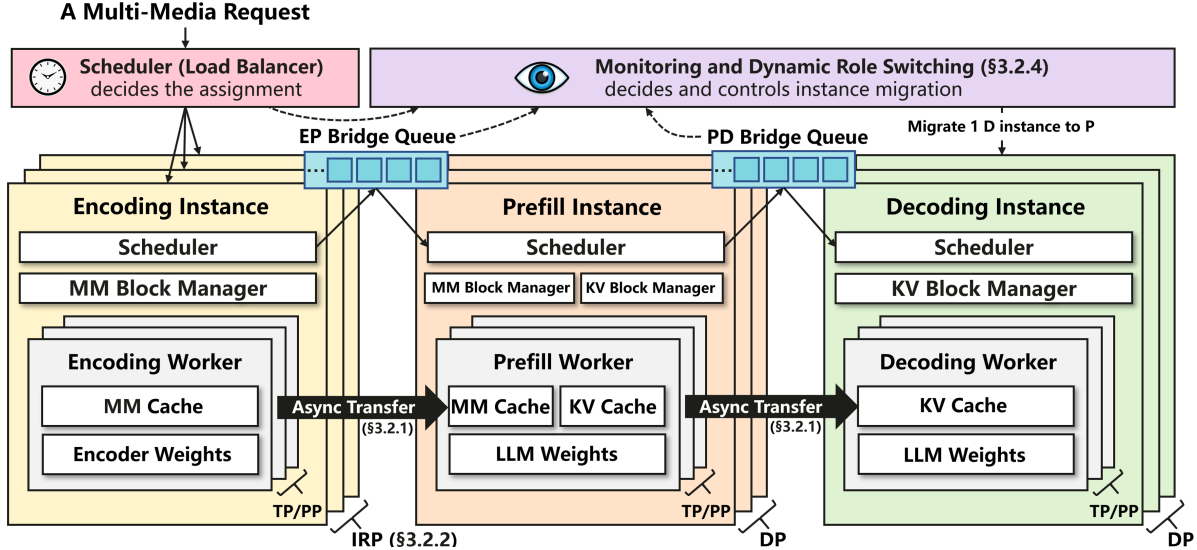 A Multi-Media Request
Scheduler (Load Balancer)
decides the assignment
Monitoring and Dynamic Role Switching (§3.2.4)
decides and controls instance migration
EP Bridge Queue
PD Bridge Queue
Migrate 1 D instance to P
...
...
Encoding Instance
Scheduler
MM Block Manager
Encoding Worker
MM Cache
Encoder Weights
TP/PP
IRP (§3.2.2)
Async Transfer
(§3.2.1)
Prefill Instance
Scheduler
MM Block Manager
KV Block Manager
Prefill Worker
MM Cache
KV Cache
LLM Weights
TP/PP
DP
Async Transfer
(§3.2.1)
Decoding Instance
Scheduler
KV Block Manager
Decoding Worker
KV Cache
LLM Weights
TP/PP
DP